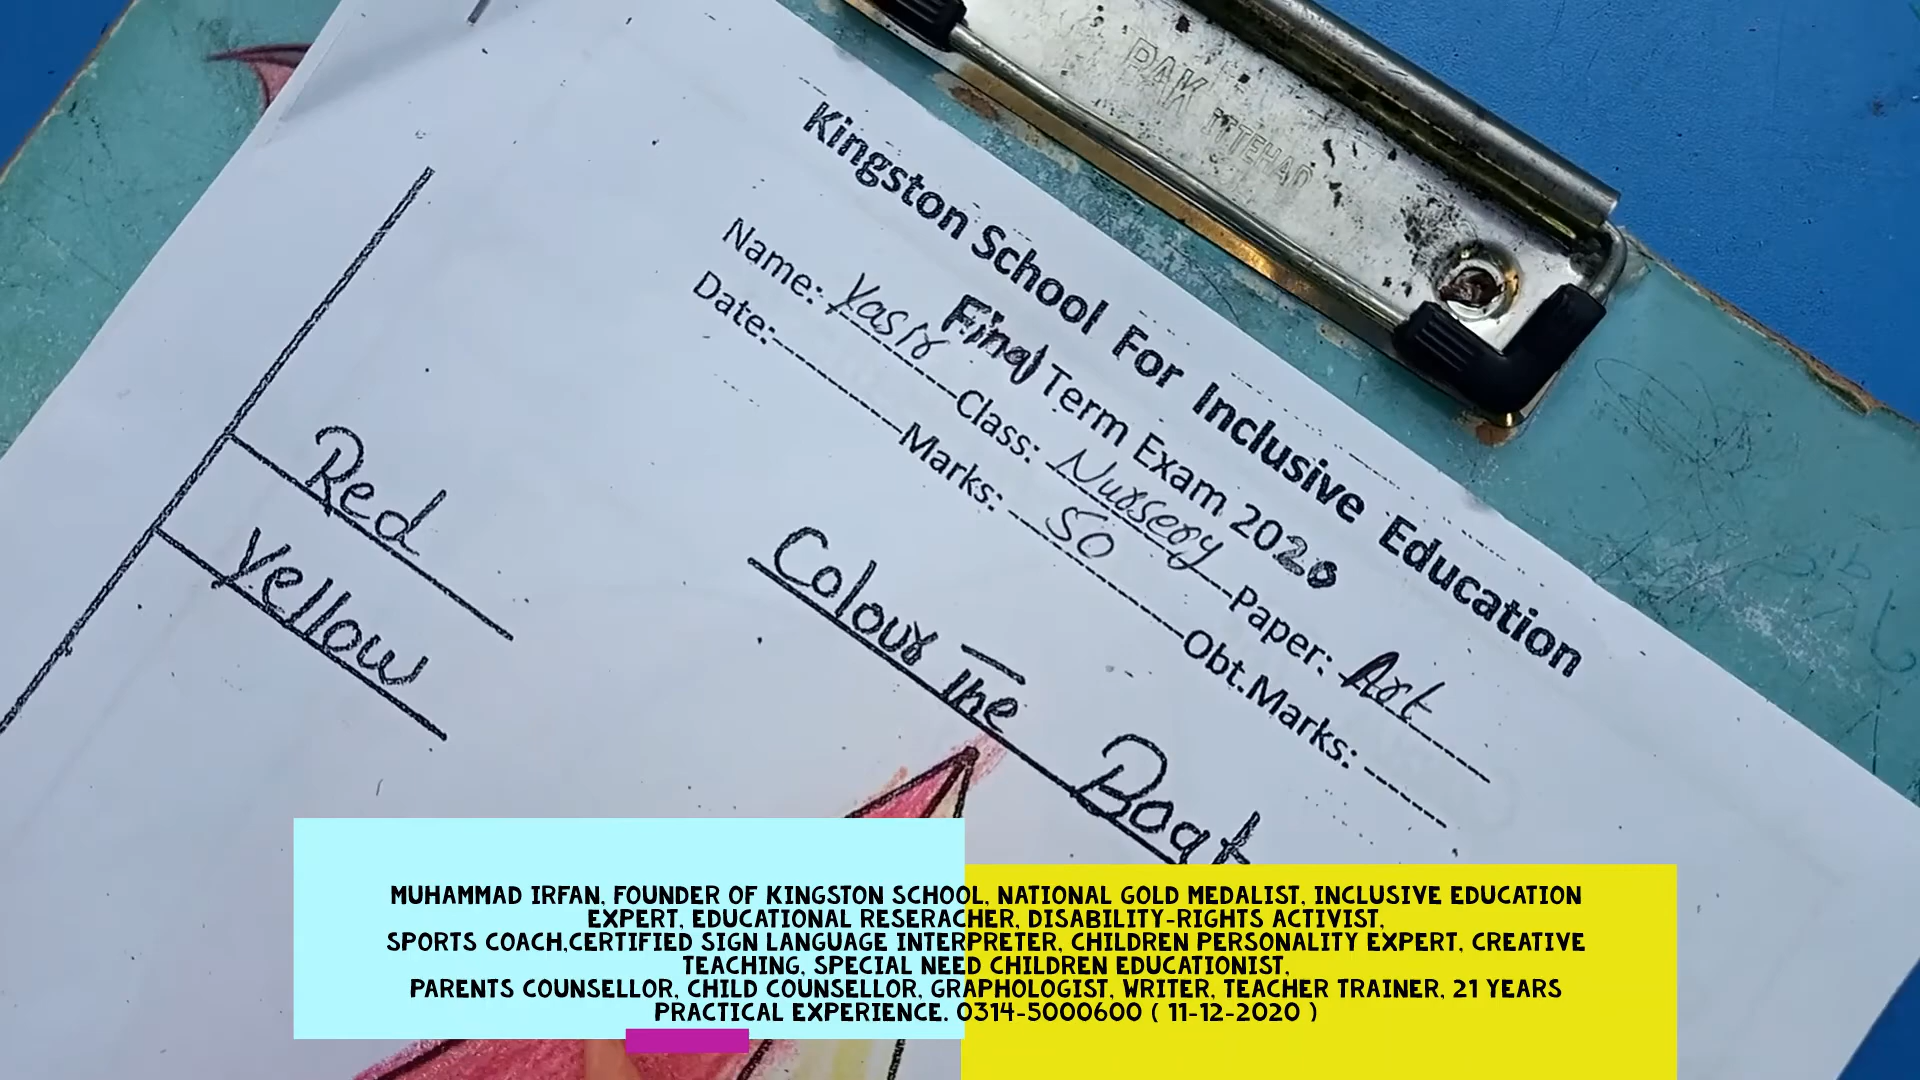 PAK ITTEHAD
Kingston School For Inclusive Education
Final Term Exam 2020
Name: Yasir Class: Nursery Paper: Art
Date: Marks: 50 Obt.Marks:
Colour The Boat
Red
Yellow
MUHAMMAD IRFAN, FOUNDER OF KINGSTON SCHOOL, NATIONAL GOLD MEDALIST, INCLUSIVE EDUCATION
EXPERT, EDUCATIONAL RESERACHER, DISABILITY-RIGHTS ACTIVIST,
SPORTS COACH,CERTIFIED SIGN LANGUAGE INTERPRETER, CHILDREN PERSONALITY EXPERT, CREATIVE
TEACHING, SPECIAL NEED CHILDREN EDUCATIONIST,
PARENTS COUNSELLOR, CHILD COUNSELLOR, GRAPHOLOGIST, WRITER, TEACHER TRAINER, 21 YEARS
PRACTICAL EXPERIENCE. 0314-5000600 ( 11-12-2020 )